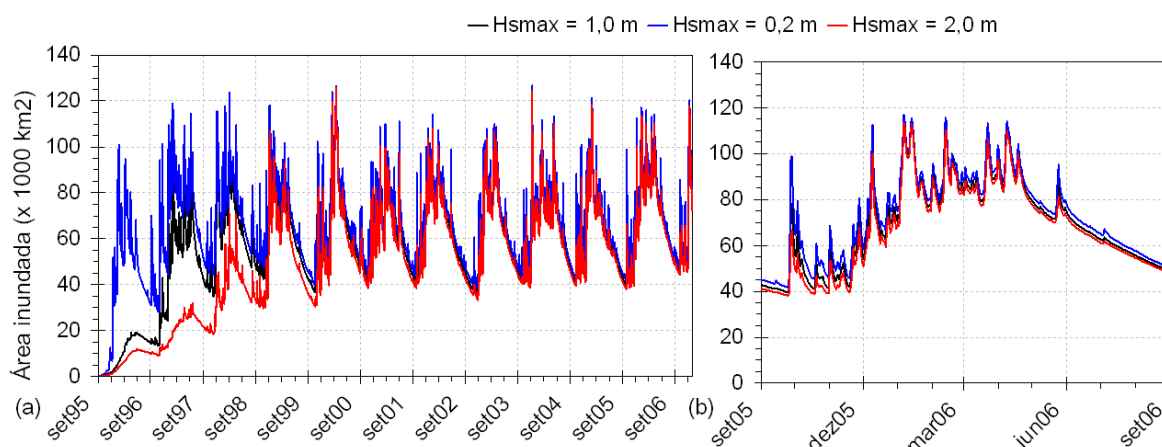 Hsmax = 1,0 m Hsmax = 0,2 m Hsmax = 2,0 m
Área inundada (x 1000 km2)
140
120
100
80
60
40
20
0
(a)
set95
set96
set97
set98
set99
set00
set01
set02
set03
set04
set05
set06
140
120
100
80
60
40
20
0
(b)
set05
dez05
mar06
jun06
set06